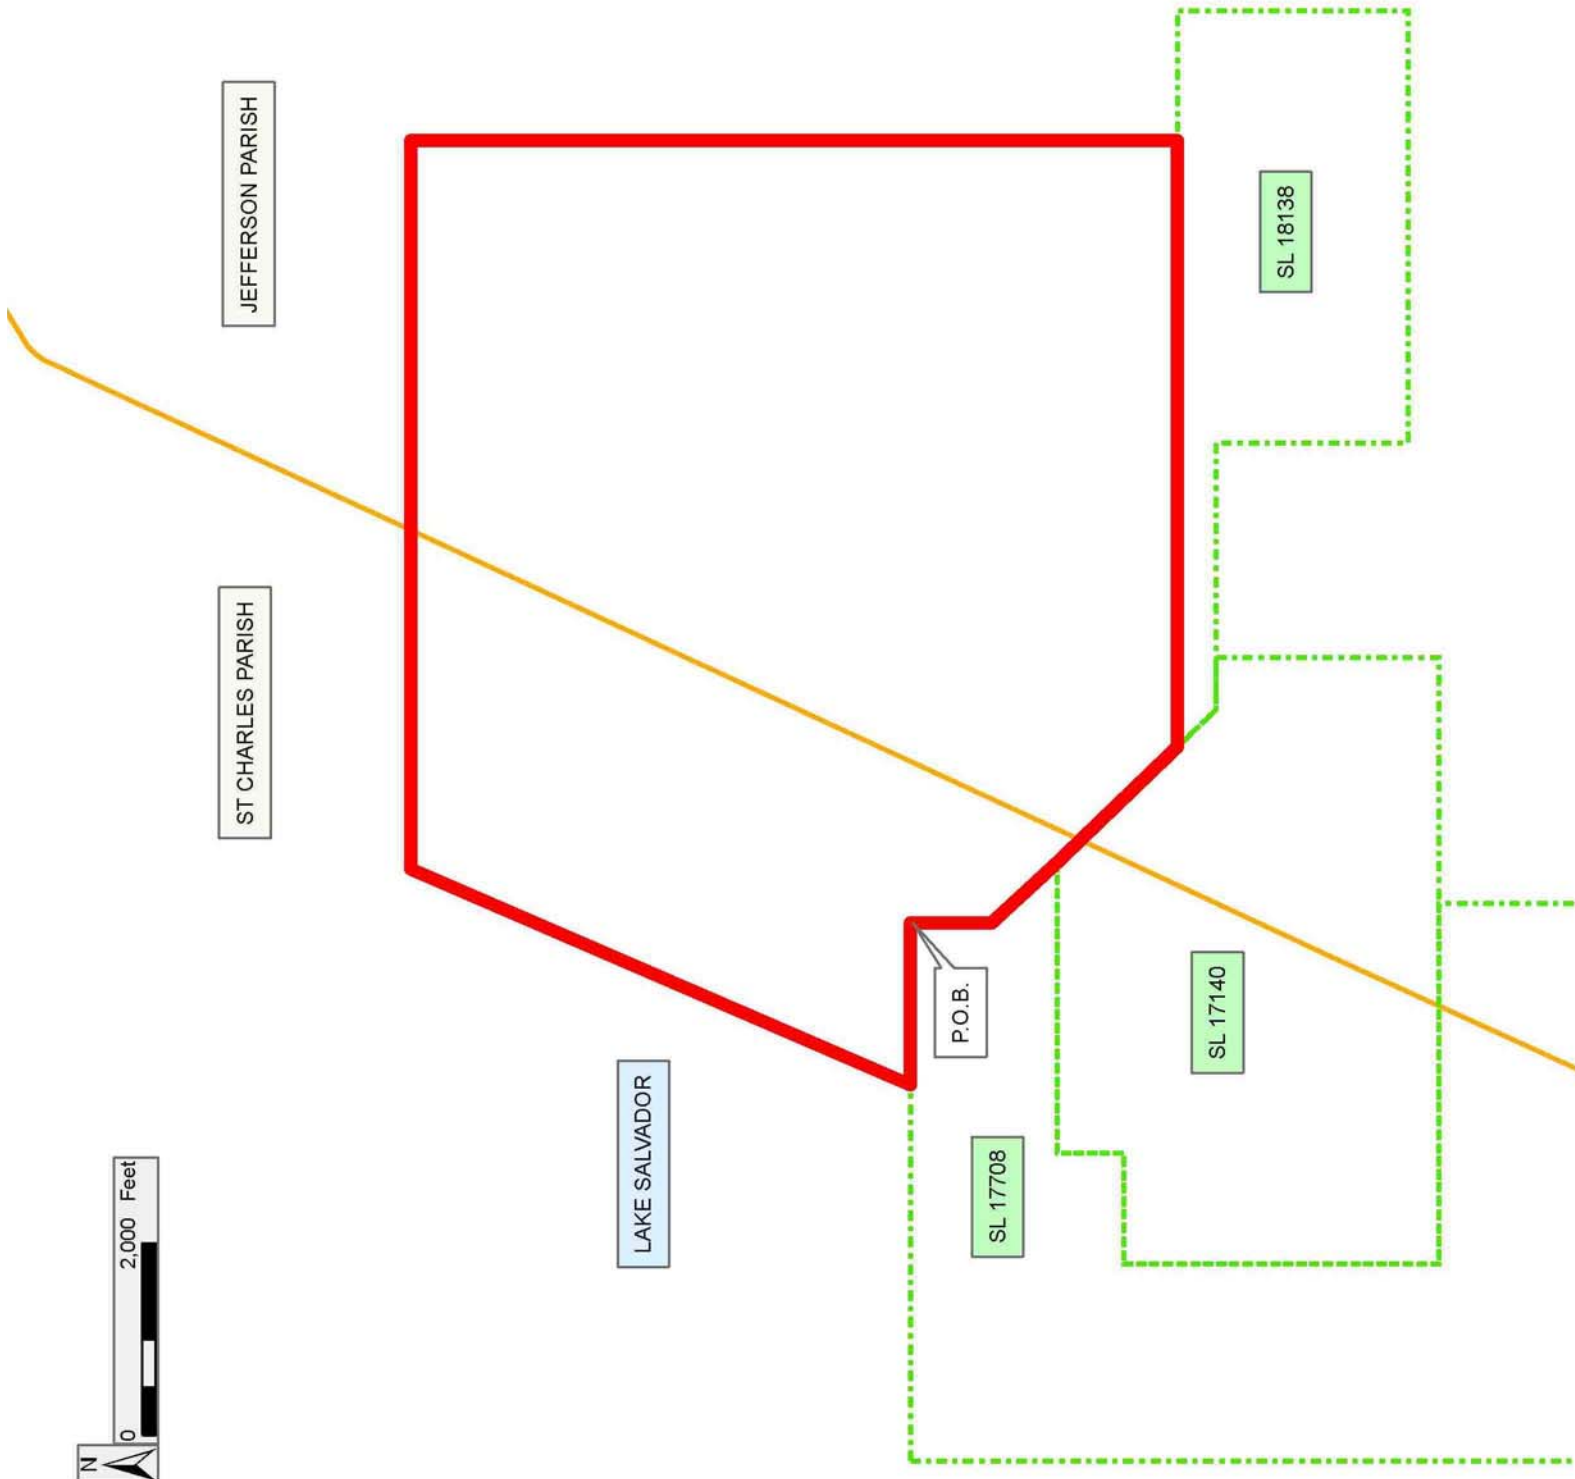 N
0 2,000 Feet
ST CHARLES PARISH
JEFFERSON PARISH
LAKE SALVADOR
P.O.B.
SL 17708
SL 17140
SL 18138